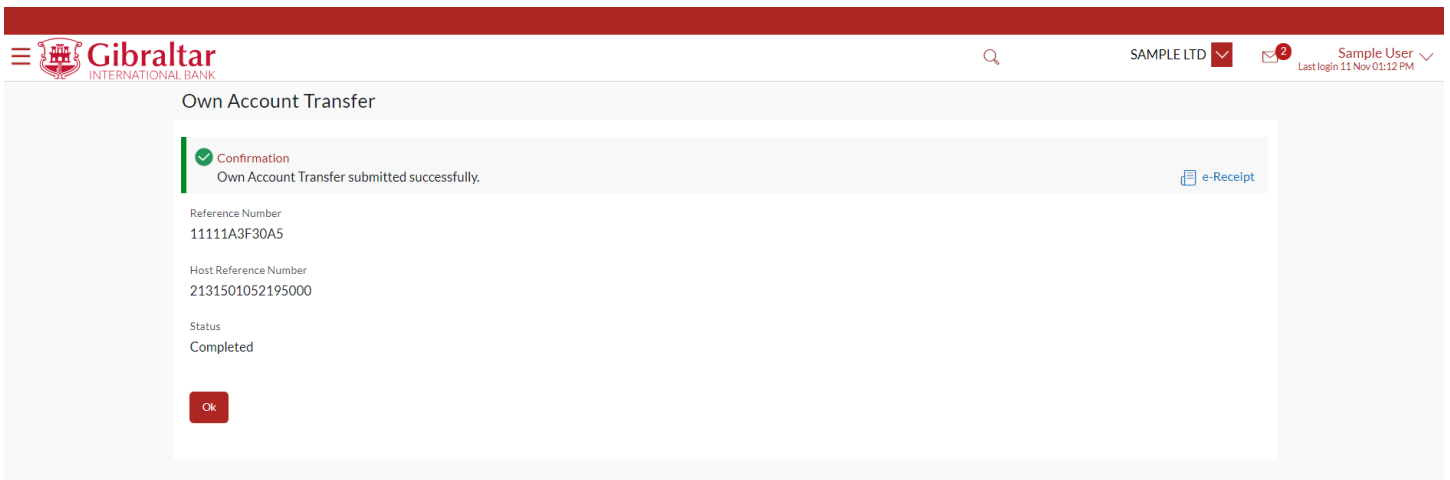 Gibraltar
INTERNATIONAL BANK
SAMPLE LTD
2
Sample User
Last login 11 Nov 01:12 PM
Own Account Transfer
Confirmation
Own Account Transfer submitted successfully.
e-Receipt
Reference Number
11111A3F30A5
Host Reference Number
2131501052195000
Status
Completed
Ok